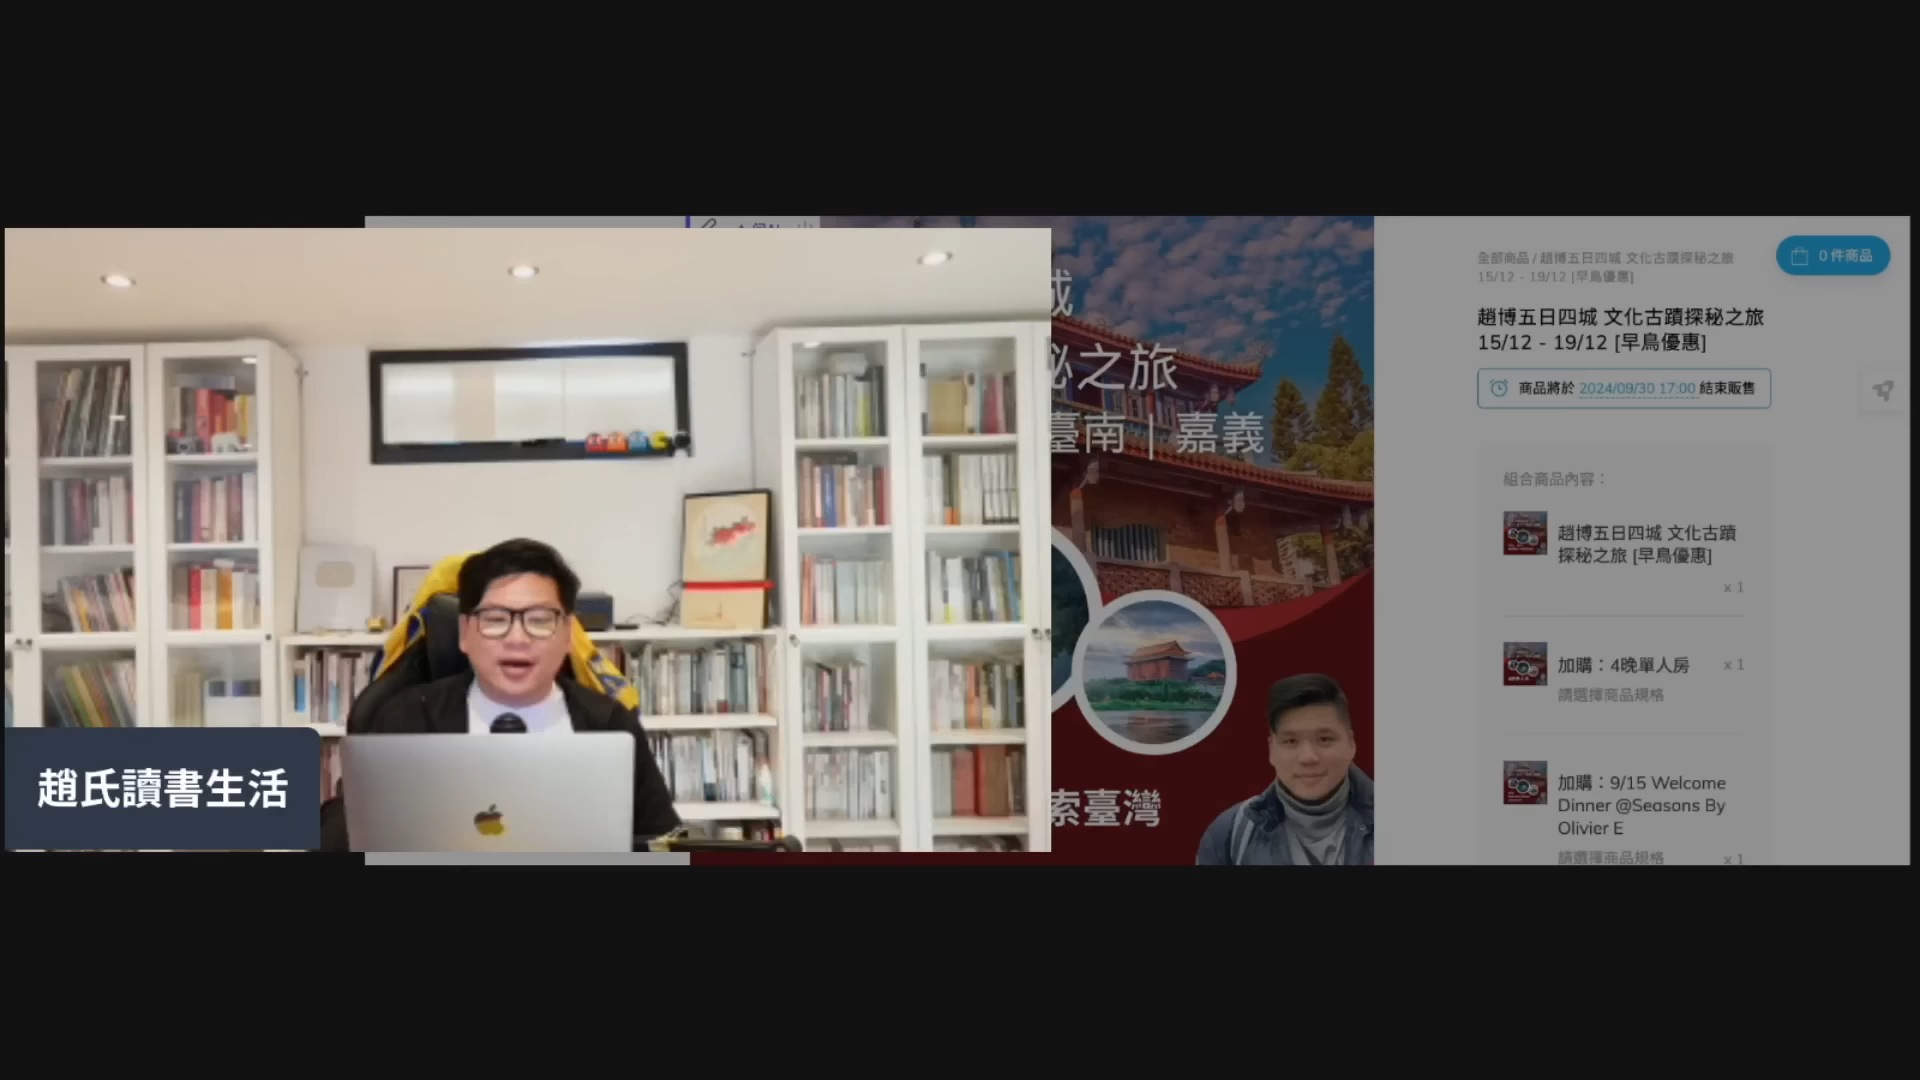 趙氏讀書生活
之旅
臺南｜嘉義
索臺灣
全部商品 / 趙博五日四城 文化古蹟探秘之旅
15/12 - 19/12 [早鳥優惠]
0 件商品
趙博五日四城 文化古蹟探秘之旅
15/12 - 19/12 [早鳥優惠]
商品將於 2024/09/30 17:00 結束販售
組合商品內容：
趙博五日四城 文化古蹟
探秘之旅 [早鳥優惠]
x 1
加購：4晚單人房 x 1
請選擇商品規格
加購：9/15 Welcome
Dinner @Seasons By
Olivier E
請選擇商品規格 x 1